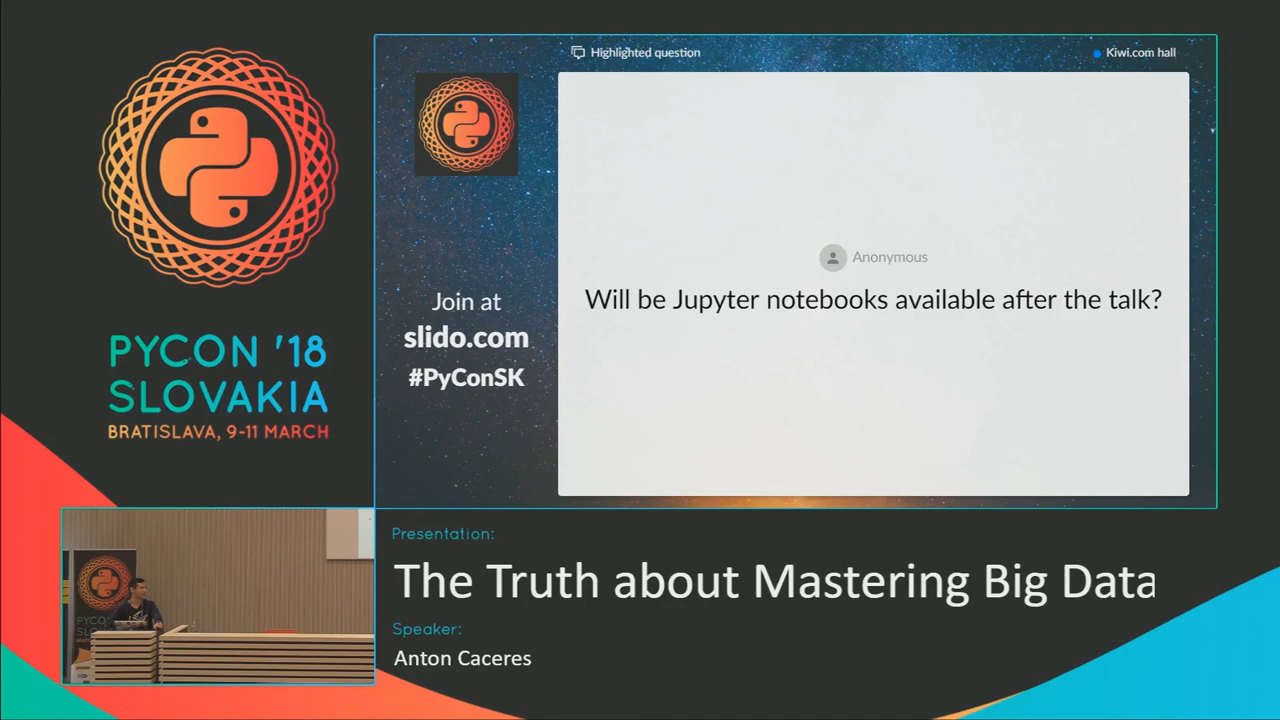 PYCON '18
SLOVAKIA
BRATISLAVA, 9-11 MARCH
Highlighted question
Kiwi.com hall
Join at
slido.com
#PyConSK
Anonymous
Will be Jupyter notebooks available after the talk?
Presentation:
The Truth about Mastering Big Data
Speaker:
Anton Caceres